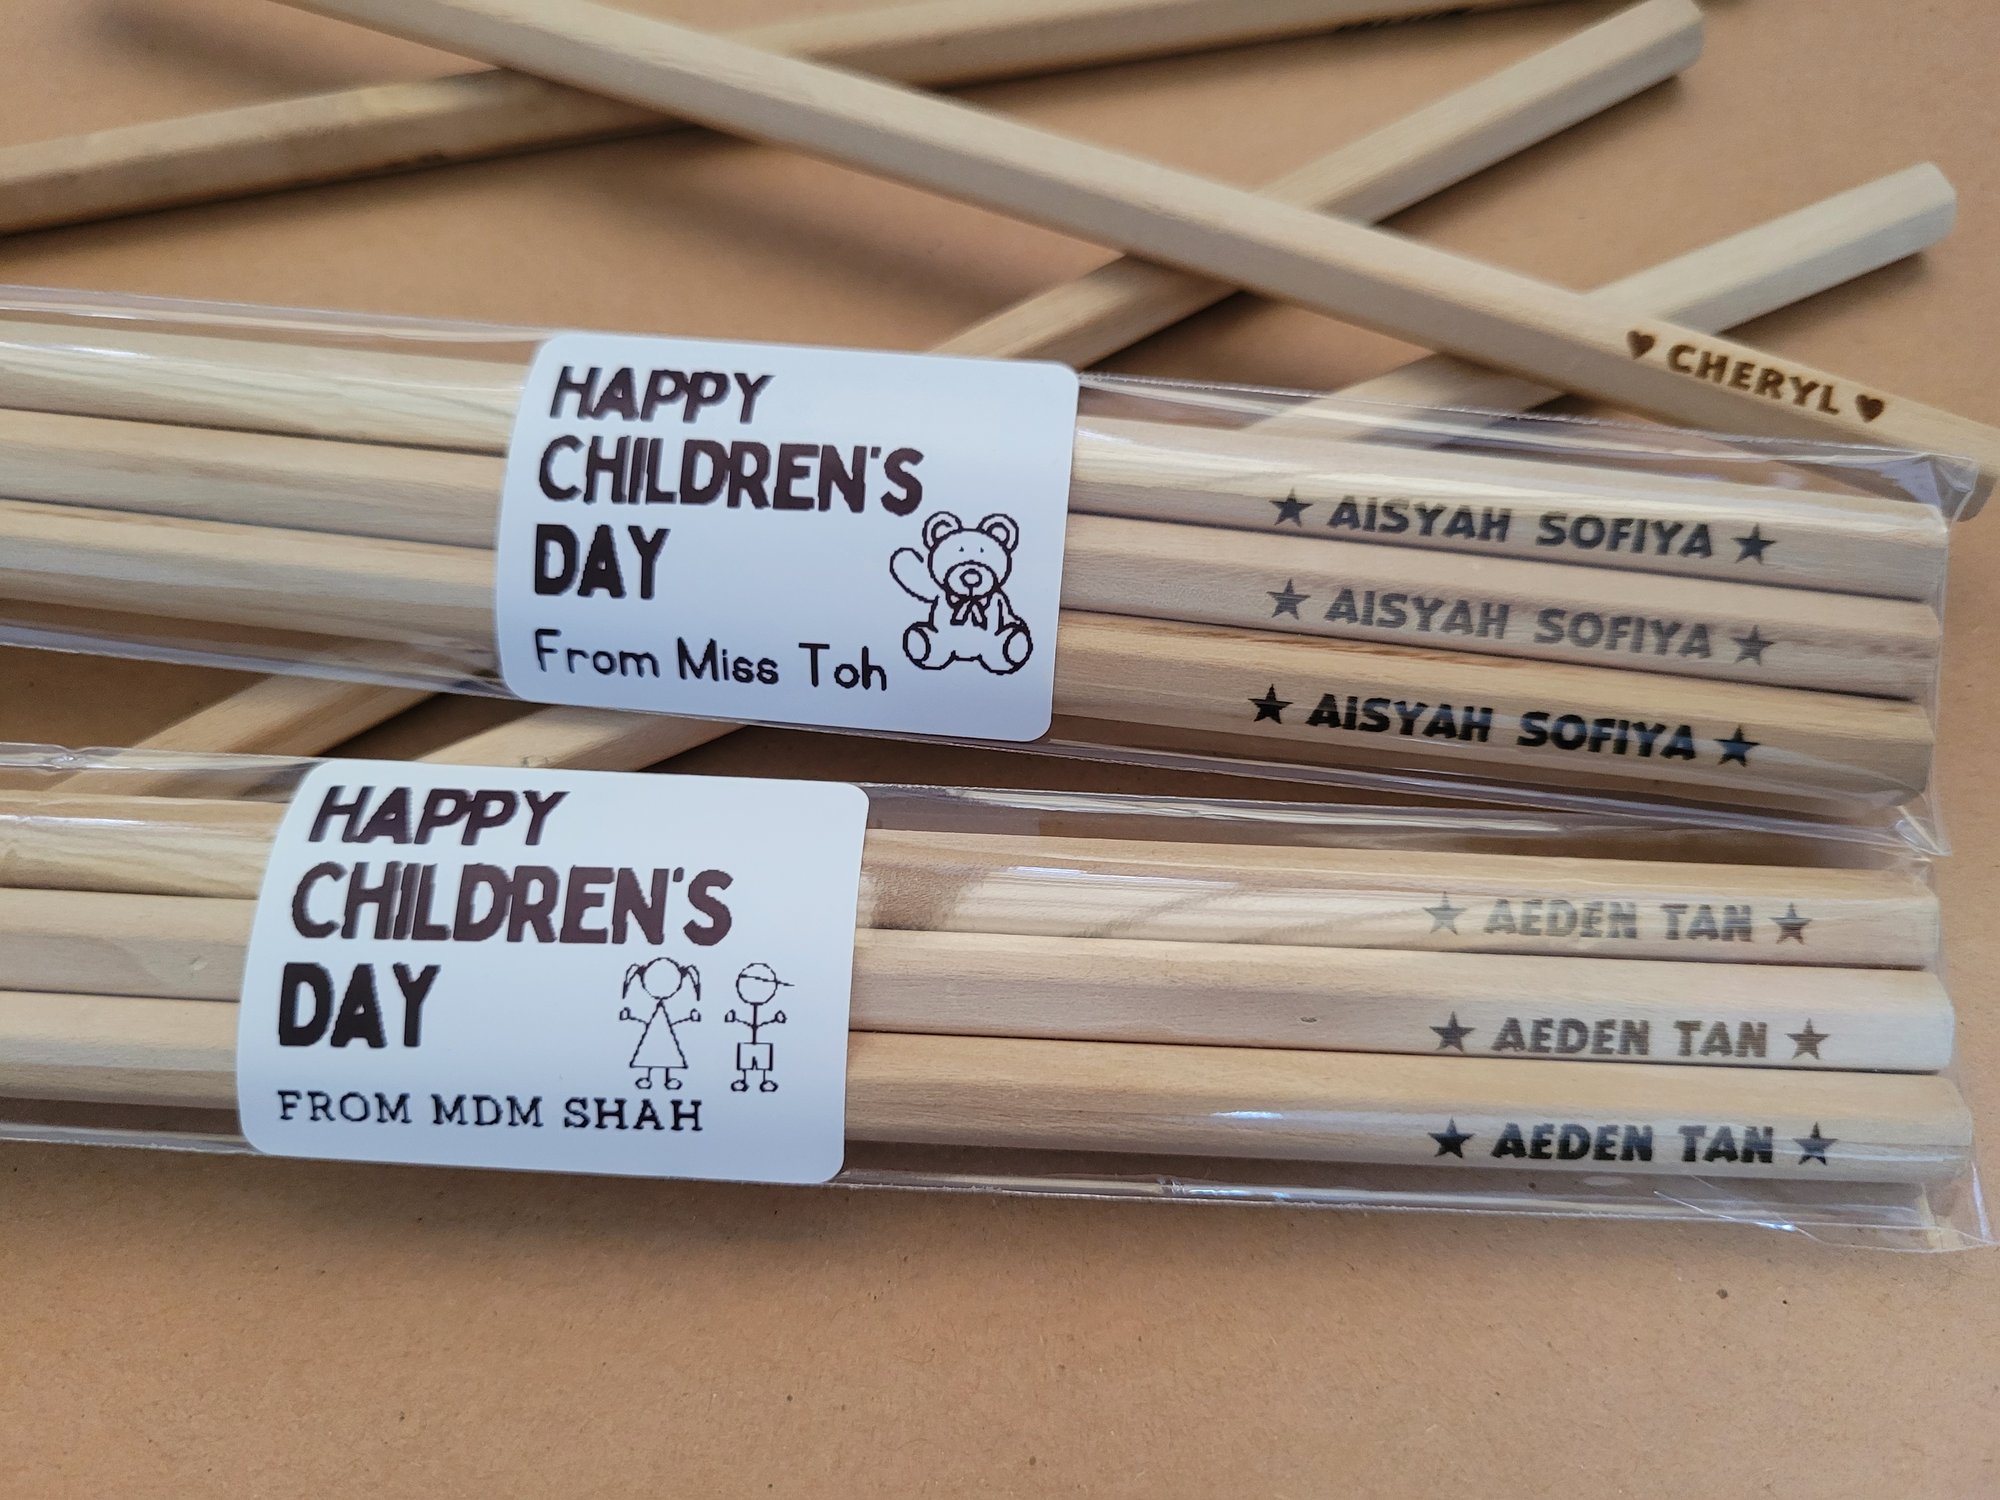 ♥ CHERYL ♥
HAPPY
CHILDREN'S
DAY
From Miss Toh
★ AISYAH SOFIYA ★
★ AISYAH SOFIYA ★
★ AISYAH SOFIYA ★
HAPPY
CHILDREN'S
DAY
FROM MDM SHAH
★ AEDEN TAN ★
★ AEDEN TAN ★
★ AEDEN TAN ★